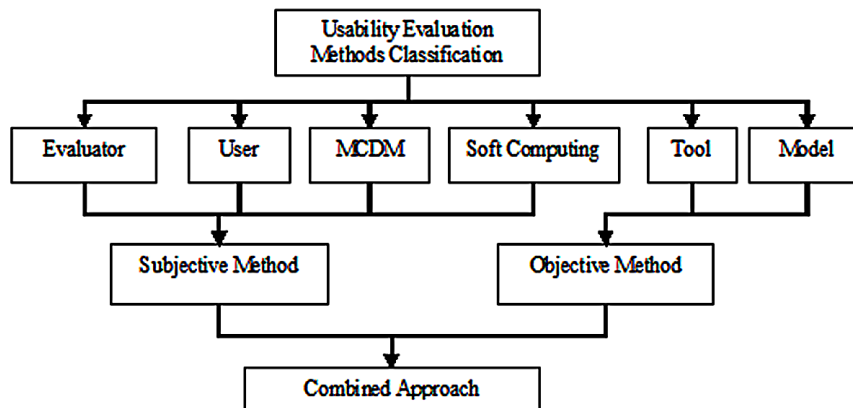 Usability Evaluation
Methods Classification
Evaluator
User
MCDM
Soft Computing
Tool
Model
Subjective Method
Objective Method
Combined Approach